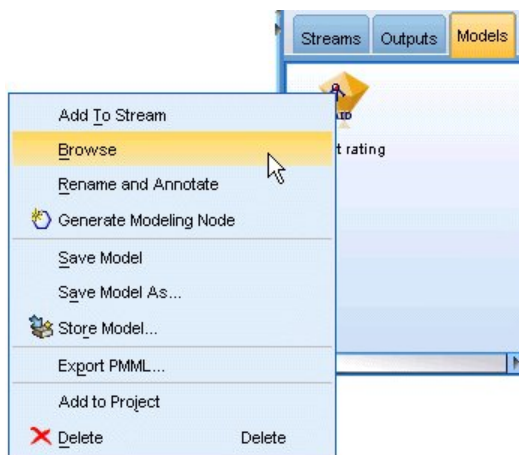 Streams Outputs Models
Add To Stream
Browse
t rating
Rename and Annotate
Generate Modeling Node
Save Model
Save Model As...
Store Model...
Export PMML...
Add to Project
Delete Delete